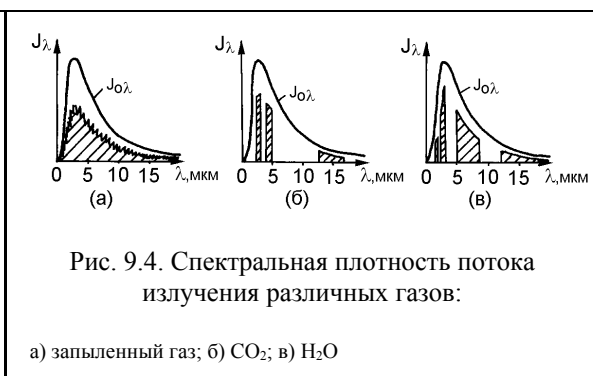 Jλ Jλ Jλ
J₀λ J₀λ J₀λ
0 5 10 15 λ,мкм 0 5 10 15 λ,мкм 0 5 10 15 λ,мкм
(а) (б) (в)
Рис. 9.4. Спектральная плотность потока
излучения различных газов:
а) запыленный газ; б) CO₂; в) H₂O